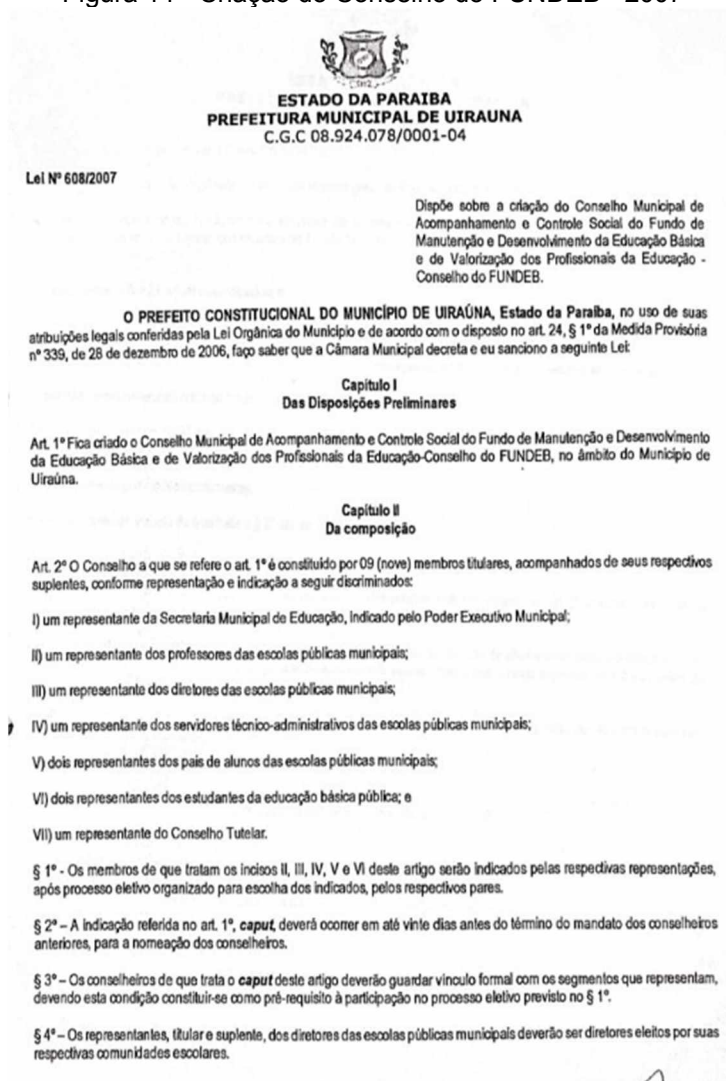 Figura 11 - Criação do Conselho do FUNDEB - 2007
ESTADO DA PARAIBA
PREFEITURA MUNICIPAL DE UIRAUNA
C.G.C 08.924.078/0001-04
Lei Nº 608/2007
Dispõe sobre a criação do Conselho Municipal de
Acompanhamento e Controle Social do Fundo de
Manutenção e Desenvolvimento da Educação Básica
e de Valorização dos Profissionais da Educação -
Conselho do FUNDEB.
O PREFEITO CONSTITUCIONAL DO MUNICÍPIO DE UIRAÚNA, Estado da Paraíba, no uso de suas
atribuições legais conferidas pela Lei Orgânica do Município e de acordo com o disposto no art. 24, § 1º da Medida Provisória
nº 339, de 28 de dezembro de 2006, faço saber que a Câmara Municipal decreta e eu sanciono a seguinte Lei:
Capítulo I
Das Disposições Preliminares
Art. 1º Fica criado o Conselho Municipal de Acompanhamento e Controle Social do Fundo de Manutenção e Desenvolvimento
da Educação Básica e de Valorização dos Profissionais da Educação-Conselho do FUNDEB, no âmbito do Município de
Uiraúna.
Capítulo II
Da composição
Art. 2º O Conselho a que se refere o art. 1º é constituído por 09 (nove) membros titulares, acompanhados de seus respectivos
suplentes, conforme representação e indicação a seguir discriminados:
I) um representante da Secretaria Municipal de Educação, Indicado pelo Poder Executivo Municipal;
II) um representante dos professores das escolas públicas municipais;
III) um representante dos diretores das escolas públicas municipais;
IV) um representante dos servidores técnico-administrativos das escolas públicas municipais;
V) dois representantes dos pais de alunos das escolas públicas municipais;
VI) dois representantes dos estudantes da educação básica pública; e
VII) um representante do Conselho Tutelar.
§ 1º - Os membros de que tratam os incisos II, III, IV, V e VI deste artigo serão indicados pelas respectivas representações,
após processo eletivo organizado para escolha dos indicados, pelos respectivos pares.
§ 2º – A indicação referida no art. 1º, caput, deverá ocorrer em até vinte dias antes do término do mandato dos conselheiros
anteriores, para a nomeação dos conselheiros.
§ 3º – Os conselheiros de que trata o caput deste artigo deverão guardar vínculo formal com os segmentos que representam,
devendo esta condição constituir-se como pré-requisito à participação no processo eletivo previsto no § 1º.
§ 4º – Os representantes, titular e suplente, dos diretores das escolas públicas municipais deverão ser diretores eleitos por suas
respectivas comunidades escolares.